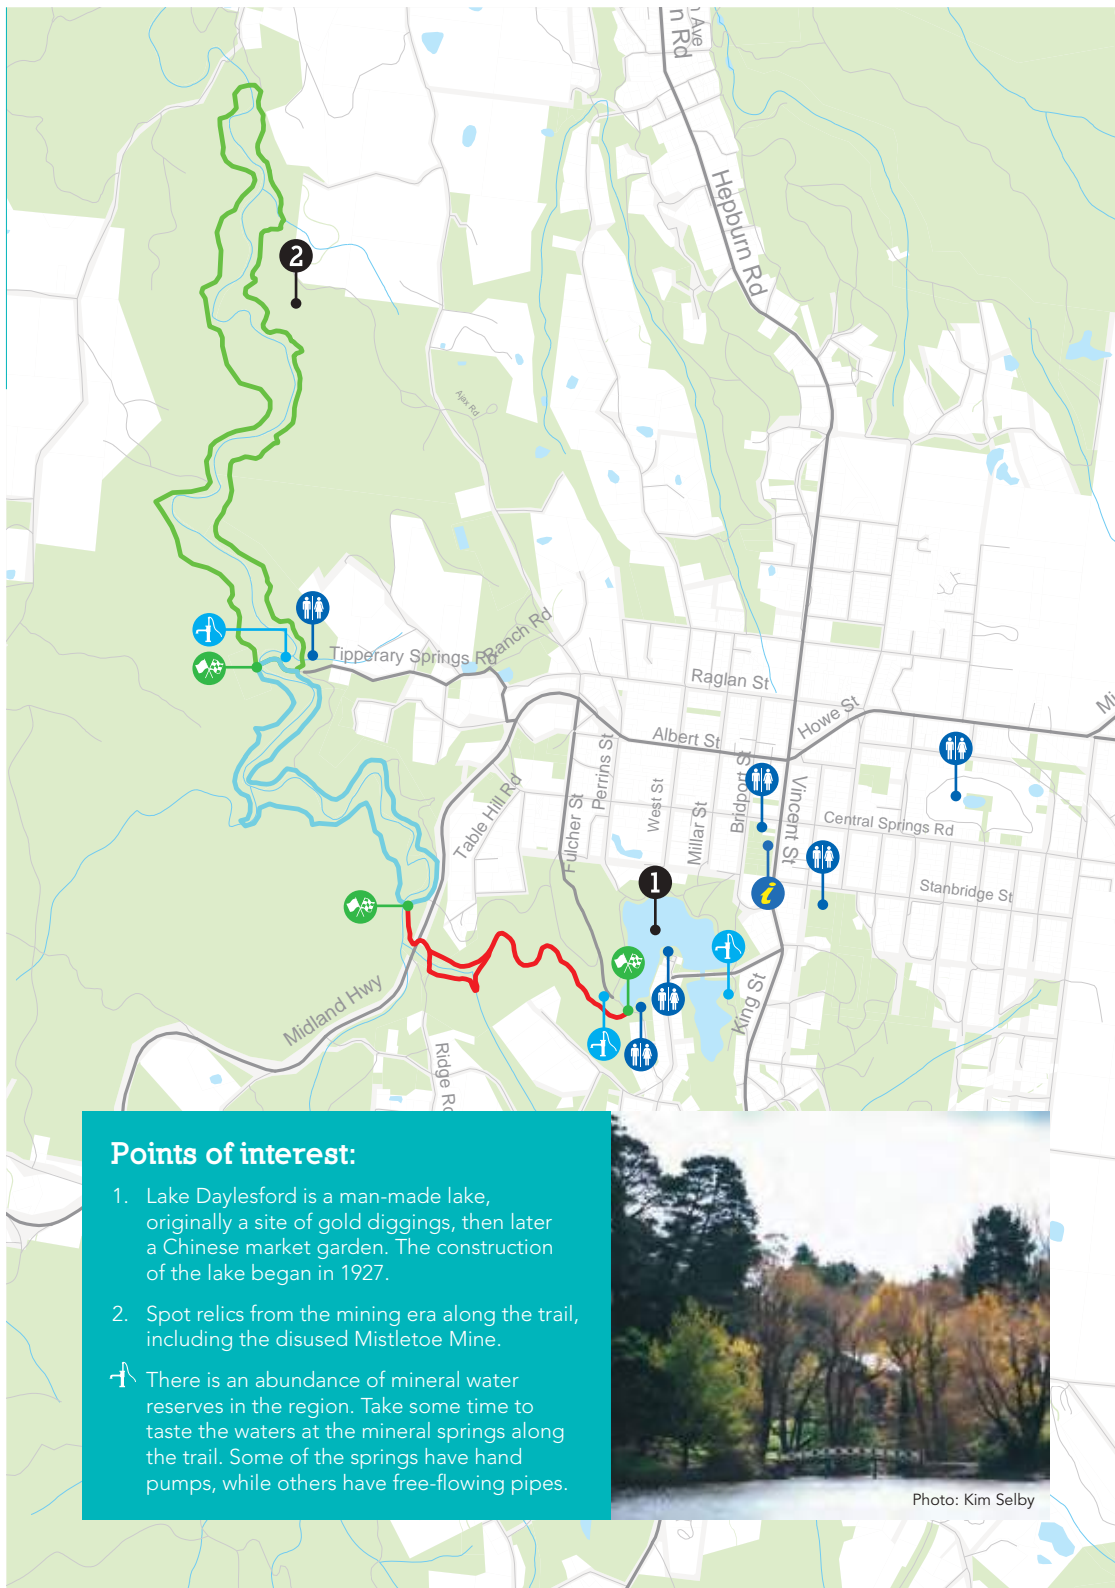 n Ave
n Rd
Hepburn Rd
2
Ajax Rd
Ranch Rd
Tipperary Springs Rd
Raglan St
Mi
Howe St
Albert St
Perrins St
Bridport St
West St
Table Hill Rd
Fulcher St
Millar St
Vincent St
Central Springs Rd
1
i
Stanbridge St
Midland Hwy
King St
Ridge Rd
Points of interest:
1. Lake Daylesford is a man-made lake,
originally a site of gold diggings, then later
a Chinese market garden. The construction
of the lake began in 1927.
2. Spot relics from the mining era along the trail,
including the disused Mistletoe Mine.
There is an abundance of mineral water
reserves in the region. Take some time to
taste the waters at the mineral springs along
the trail. Some of the springs have hand
pumps, while others have free-flowing pipes.
Photo: Kim Selby